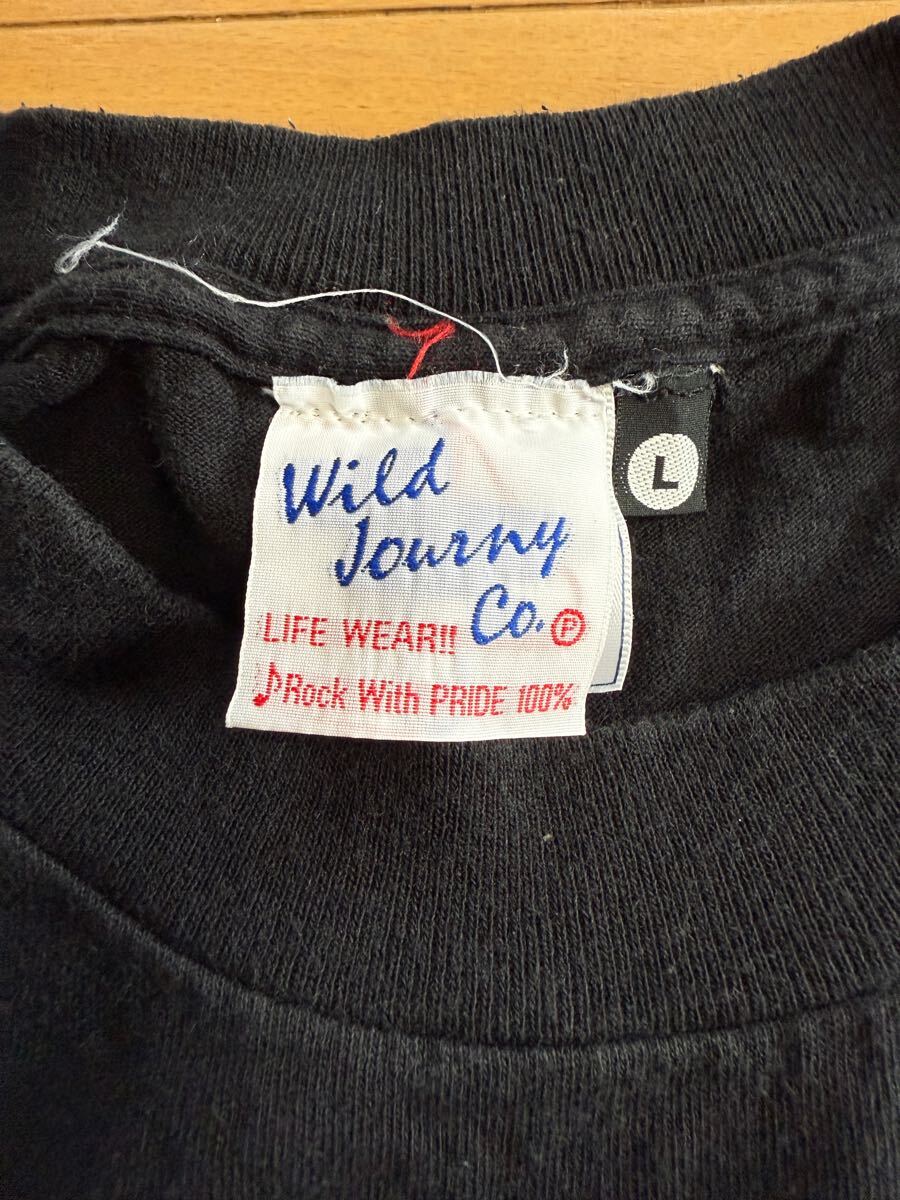 Wild
Journy
Co. Ⓟ
LIFE WEAR!!
♪Rock With PRIDE 100%
L